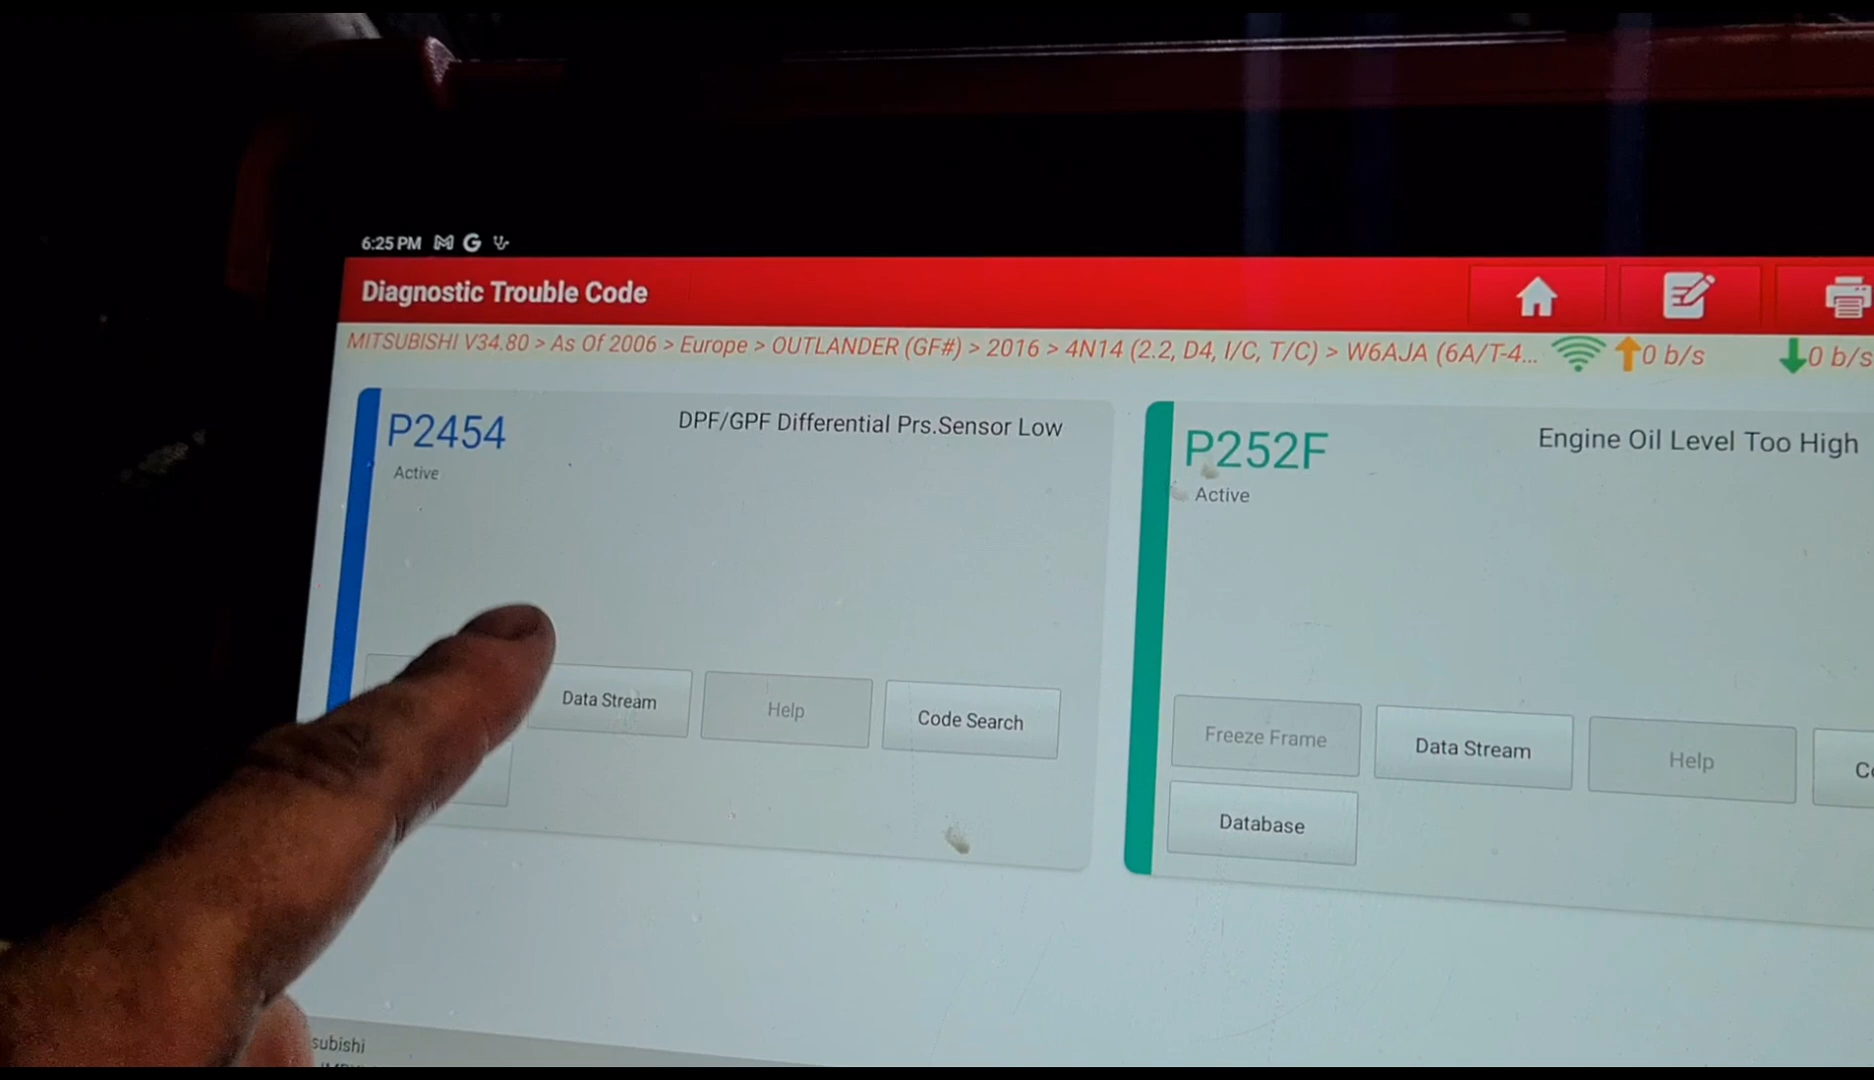 6:25 PM
Diagnostic Trouble Code
MITSUBISHI V34.80 > As Of 2006 > Europe > OUTLANDER (GF#) > 2016 > 4N14 (2.2, D4, I/C, T/C) > W6AJA (6A/T-4... 0 b/s 0 b/s
P2454 DPF/GPF Differential Prs.Sensor Low
Active
Data Stream Help Code Search
P252F Engine Oil Level Too High
Active
Freeze Frame Data Stream Help
Database
subishi